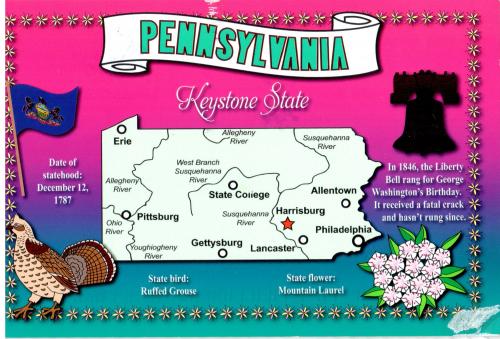 PENNSYLVANIA
Keystone State
Erie
Allegheny
River
Susquehanna
River
Date of
statehood:
December 12,
1787
Allegheny
River
West Branch
Susquehanna
River
State College
Allentown
Ohio
River
Pittsburg
Susquehanna
River
Harrisburg
Philadelphia
Youghiogheny
River
Gettysburg
Lancaster
In 1846, the Liberty
Bell rang for George
Washington's Birthday.
It received a fatal crack
and hasn't rung since.
State bird:
Ruffed Grouse
State flower:
Mountain Laurel